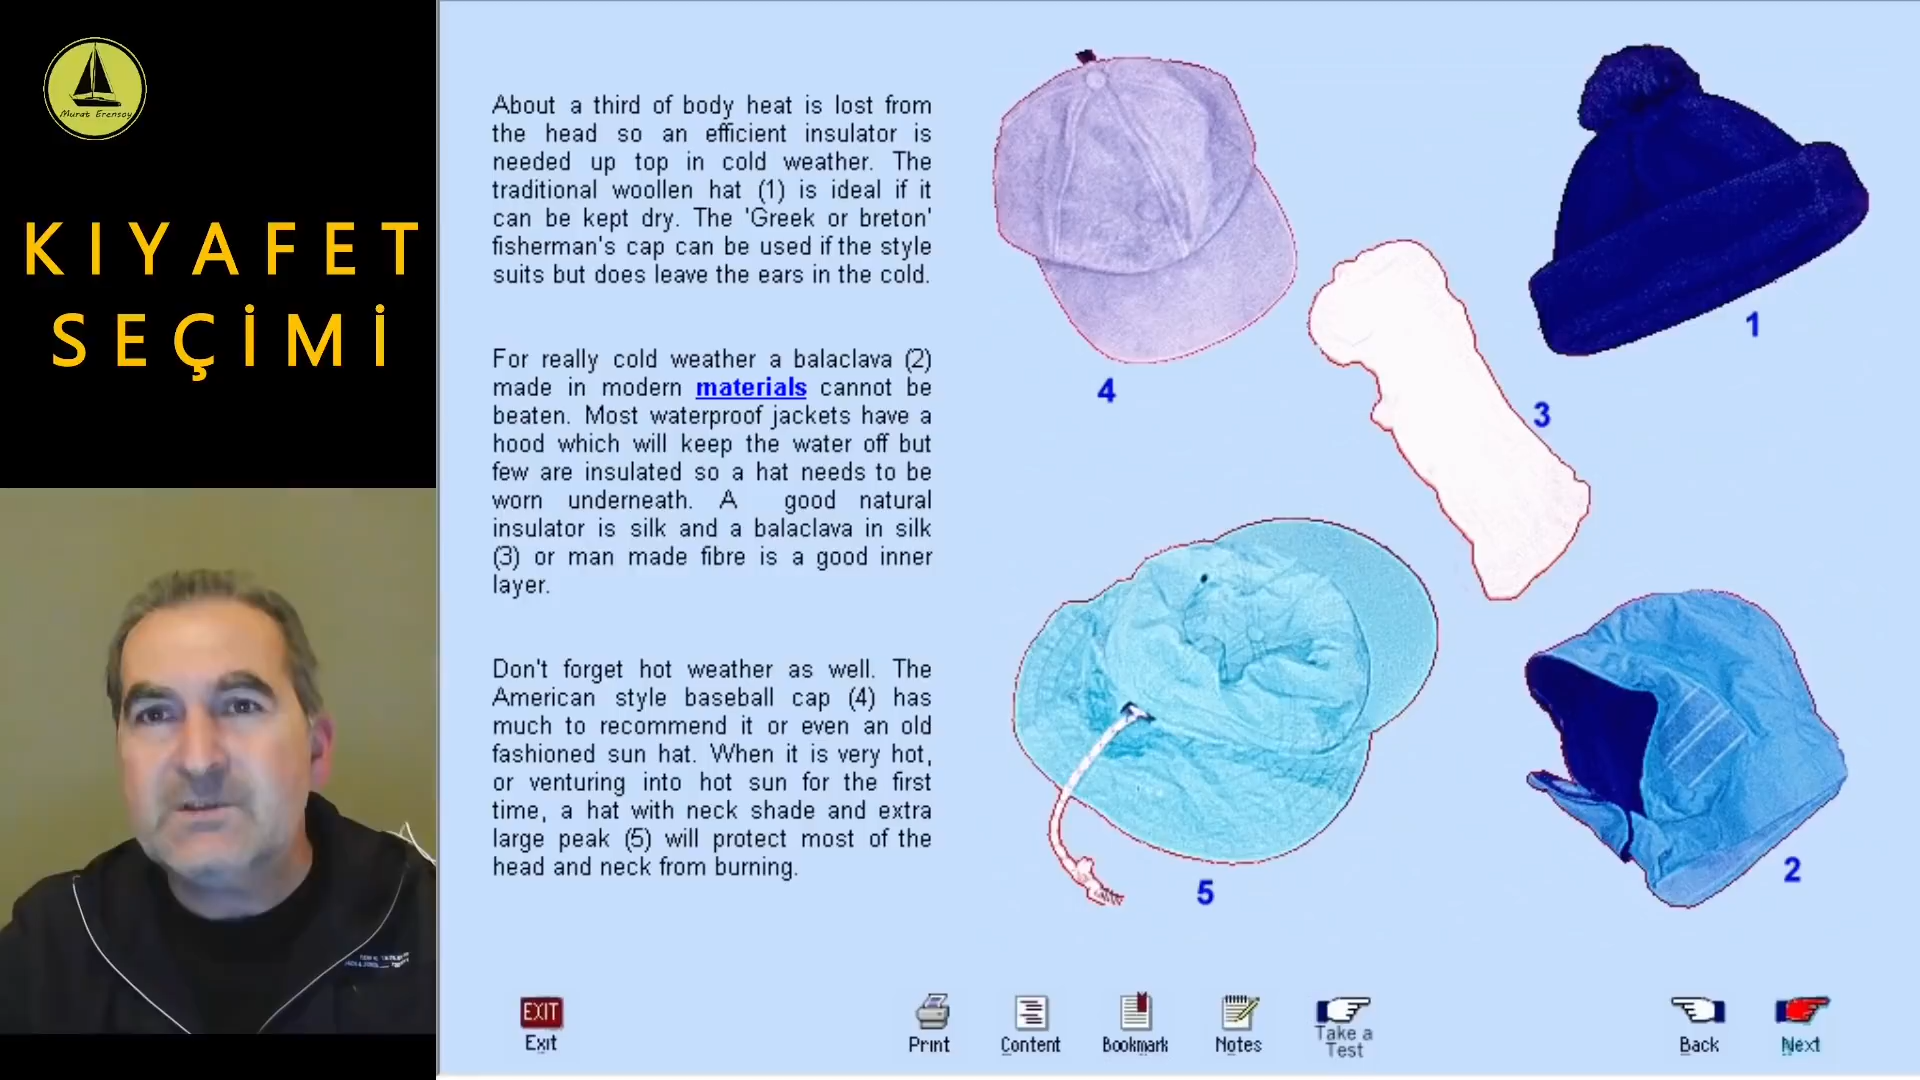 Murat Erensoy
KIYAFET
SEÇİMİ
About a third of body heat is lost from
the head so an efficient insulator is
needed up top in cold weather. The
traditional woollen hat (1) is ideal if it
can be kept dry. The 'Greek or breton'
fisherman's cap can be used if the style
suits but does leave the ears in the cold.
For really cold weather a balaclava (2)
made in modern materials cannot be
beaten. Most waterproof jackets have a
hood which will keep the water off but
few are insulated so a hat needs to be
worn underneath. A good natural
insulator is silk and a balaclava in silk
(3) or man made fibre is a good inner
layer.
Don't forget hot weather as well. The
American style baseball cap (4) has
much to recommend it or even an old
fashioned sun hat. When it is very hot,
or venturing into hot sun for the first
time, a hat with neck shade and extra
large peak (5) will protect most of the
head and neck from burning.
1
4
3
5
2
EXIT
Exit
Print
Content
Bookmark
Notes
Take a
Test
Back
Next